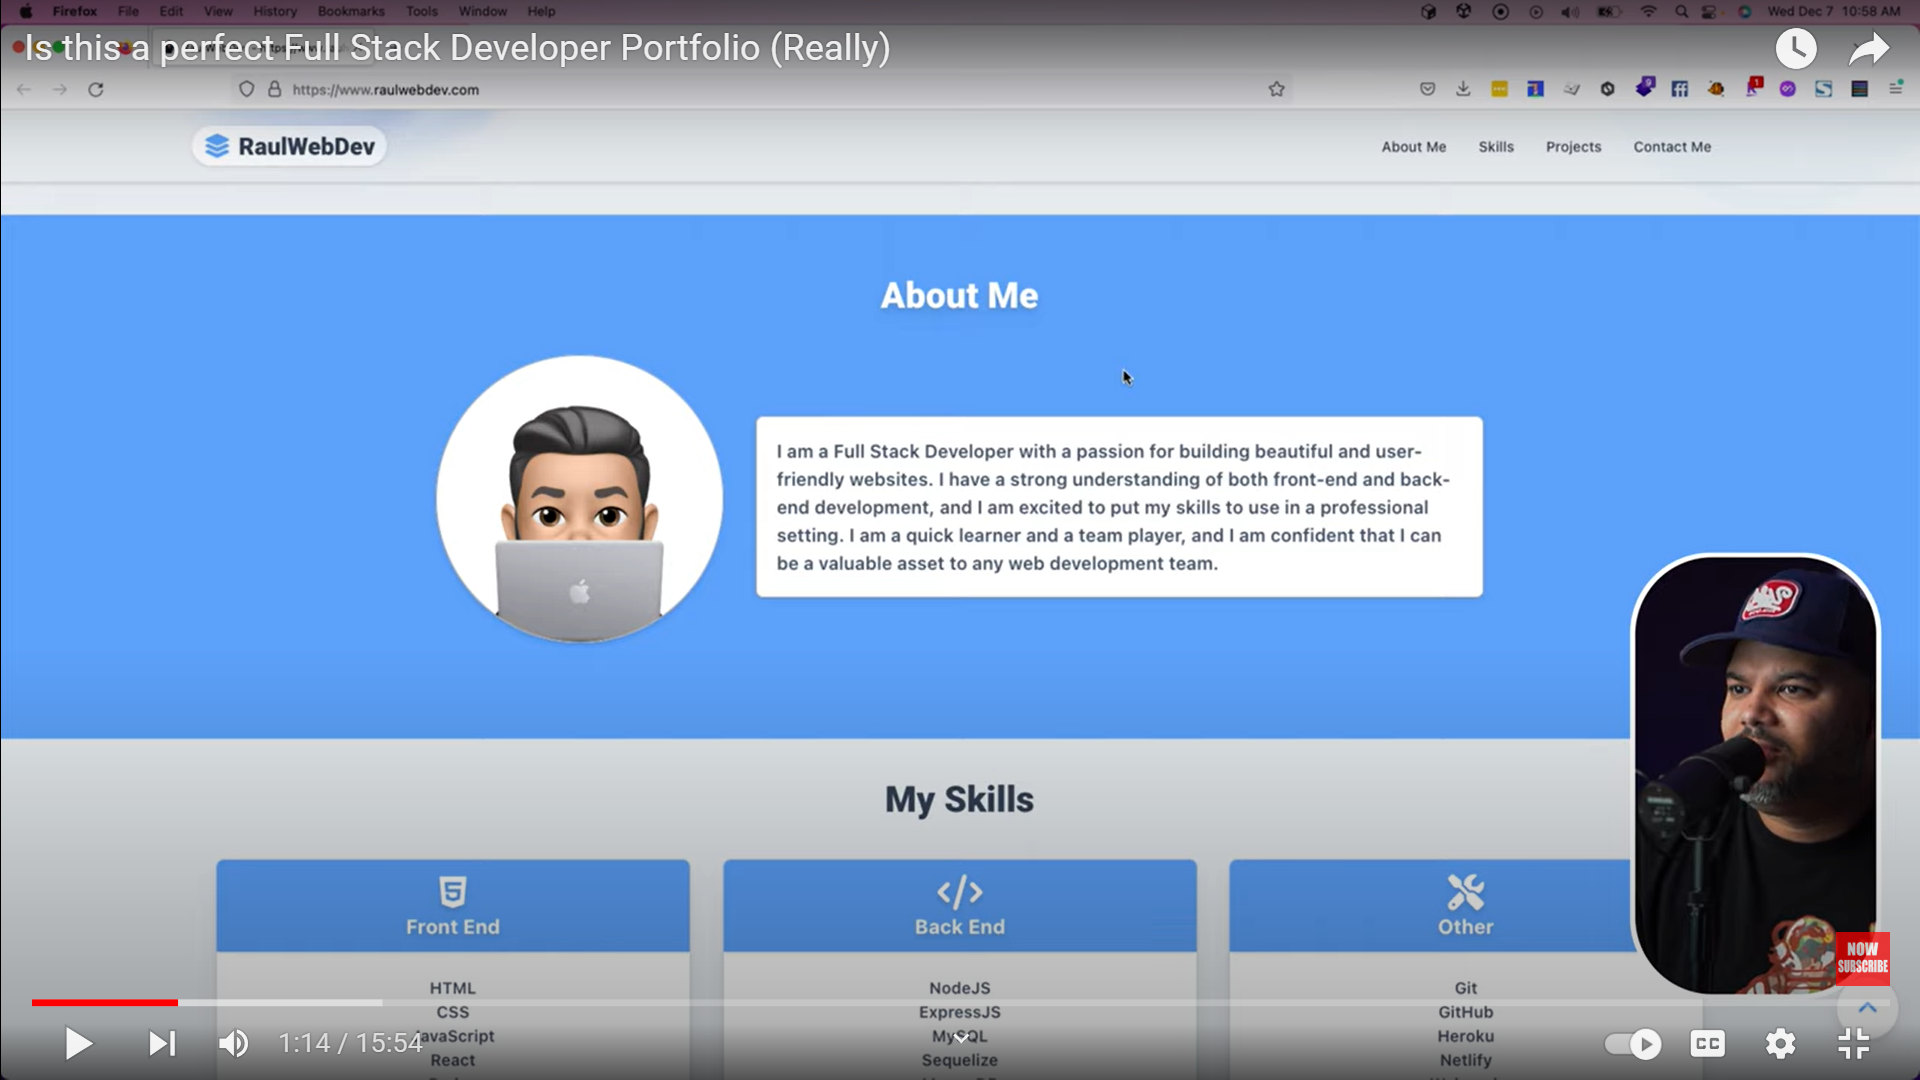 Firefox File Edit View History Bookmarks Tools Window Help
Wed Dec 7 10:58 AM
Is this a perfect Full Stack Developer Portfolio (Really)
https://www.raulwebdev.com
RaulWebDev
About Me Skills Projects Contact Me
About Me
I am a Full Stack Developer with a passion for building beautiful and user-
friendly websites. I have a strong understanding of both front-end and back-
end development, and I am excited to put my skills to use in a professional
setting. I am a quick learner and a team player, and I am confident that I can
be a valuable asset to any web development team.
My Skills
Front End
HTML
CSS
JavaScript
React
Back End
NodeJS
ExpressJS
MySQL
Sequelize
Other
Git
GitHub
Heroku
Netlify
NOW
SUBSCRIBE
1:14 / 15:54
CC